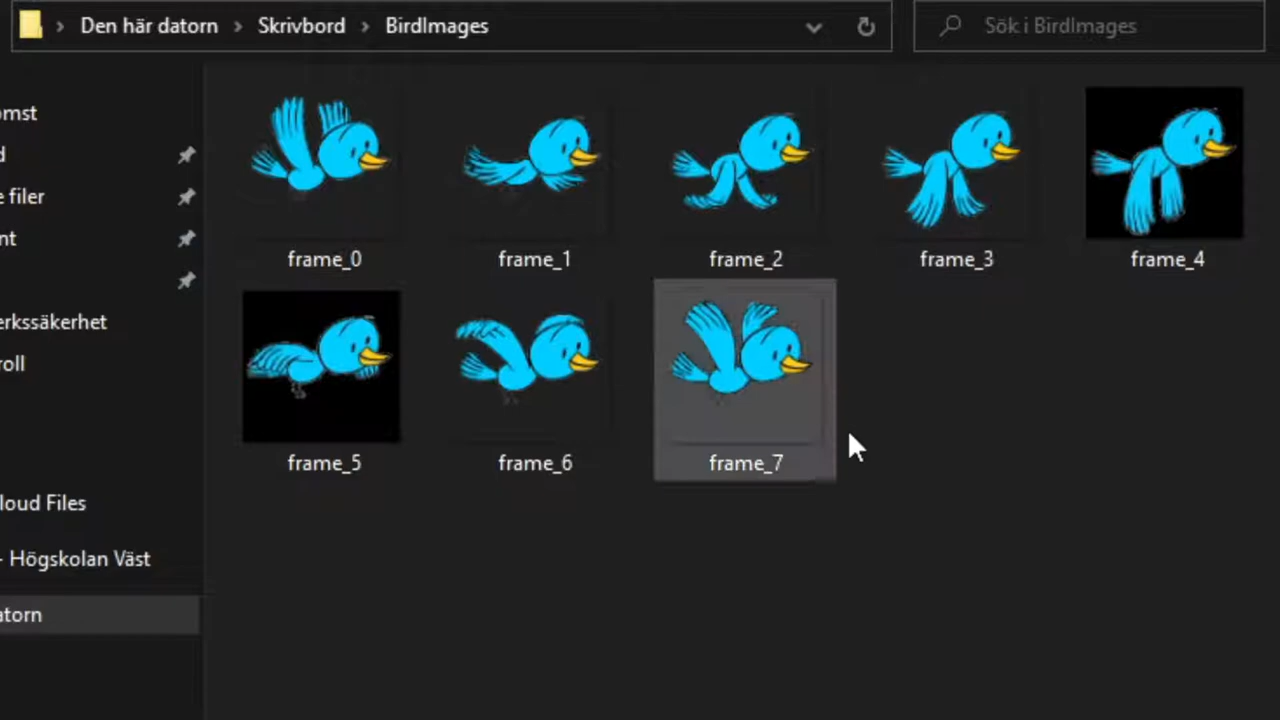 Den här datorn > Skrivbord > BirdImages
Sök i BirdImages
ömst
d
e filer
nt
erkssäkerhet
roll
loud Files
- Högskolan Väst
atorn
frame_0 frame_1 frame_2 frame_3 frame_4
frame_5 frame_6 frame_7